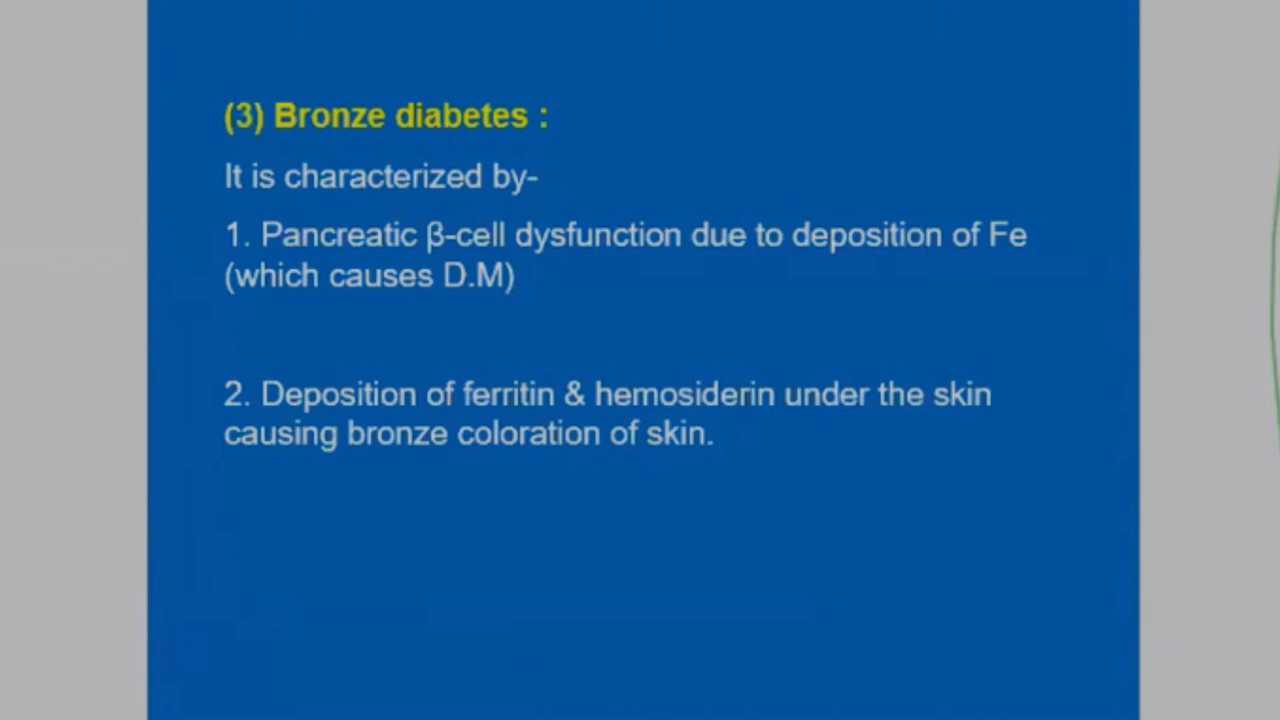 (3) Bronze diabetes :
It is characterized by-
1. Pancreatic β-cell dysfunction due to deposition of Fe
(which causes D.M)
2. Deposition of ferritin & hemosiderin under the skin
causing bronze coloration of skin.